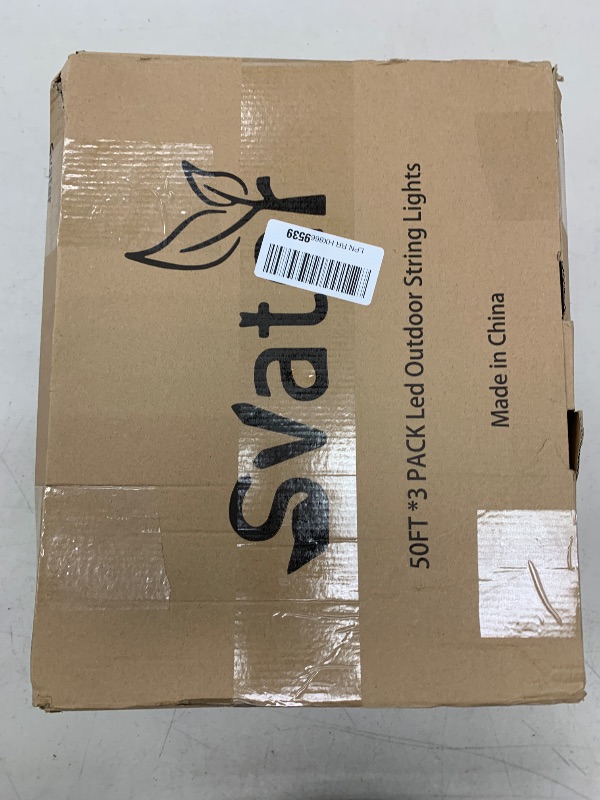 Svater
50FT *3 PACK Led Outdoor String Lights
Made in China
9539